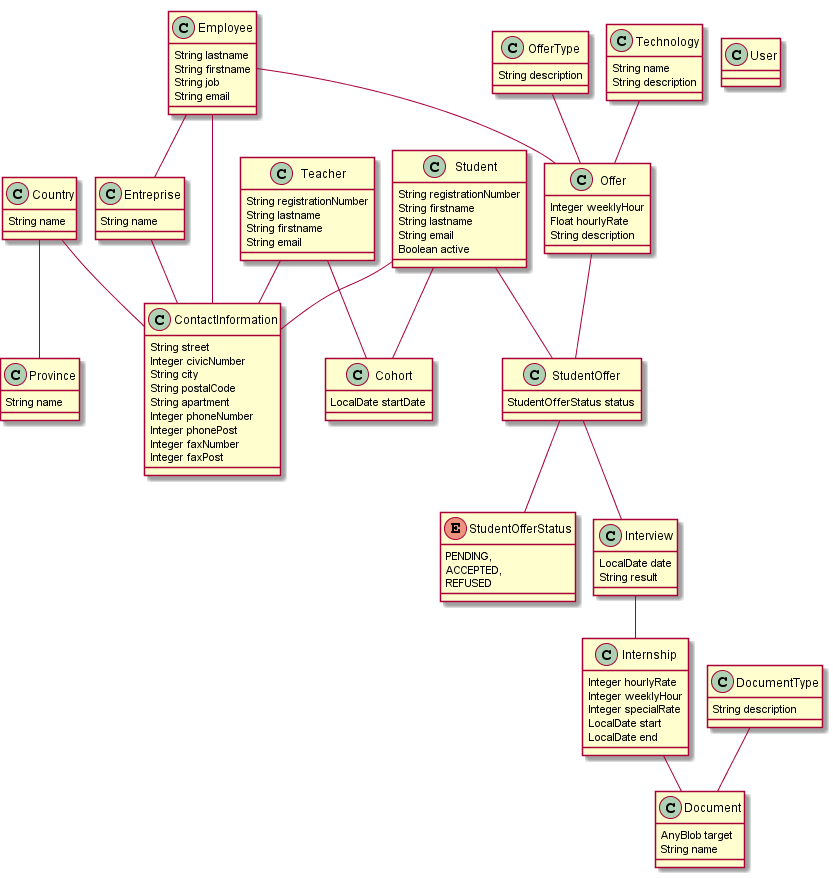 C Employee
String lastname
String firstname
String job
String email
C OfferType
String description
C Technology
String name
String description
C User
C Country
String name
C Entreprise
String name
C Teacher
String registrationNumber
String lastname
String firstname
String email
C Student
String registrationNumber
String firstname
String lastname
String email
Boolean active
C Offer
Integer weeklyHour
Float hourlyRate
String description
C Province
String name
C ContactInformation
String street
Integer civicNumber
String city
String postalCode
String apartment
Integer phoneNumber
Integer phonePost
Integer faxNumber
Integer faxPost
C Cohort
LocalDate startDate
C StudentOffer
StudentOfferStatus status
E StudentOfferStatus
PENDING,
ACCEPTED,
REFUSED
C Interview
LocalDate date
String result
C Internship
Integer hourlyRate
Integer weeklyHour
Integer specialRate
LocalDate start
LocalDate end
C DocumentType
String description
C Document
AnyBlob target
String name